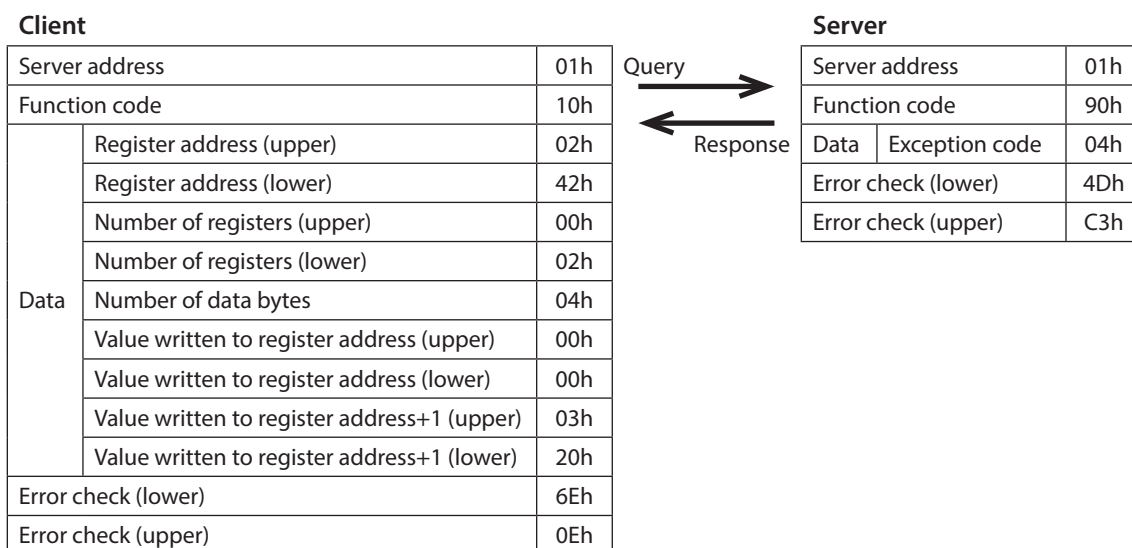 Client
Server address 01h
Function code 10h
Data
Register address (upper) 02h
Register address (lower) 42h
Number of registers (upper) 00h
Number of registers (lower) 02h
Number of data bytes 04h
Value written to register address (upper) 00h
Value written to register address (lower) 00h
Value written to register address+1 (upper) 03h
Value written to register address+1 (lower) 20h
Error check (lower) 6Eh
Error check (upper) 0Eh
Query
Response
Server
Server address 01h
Function code 90h
Data Exception code 04h
Error check (lower) 4Dh
Error check (upper) C3h